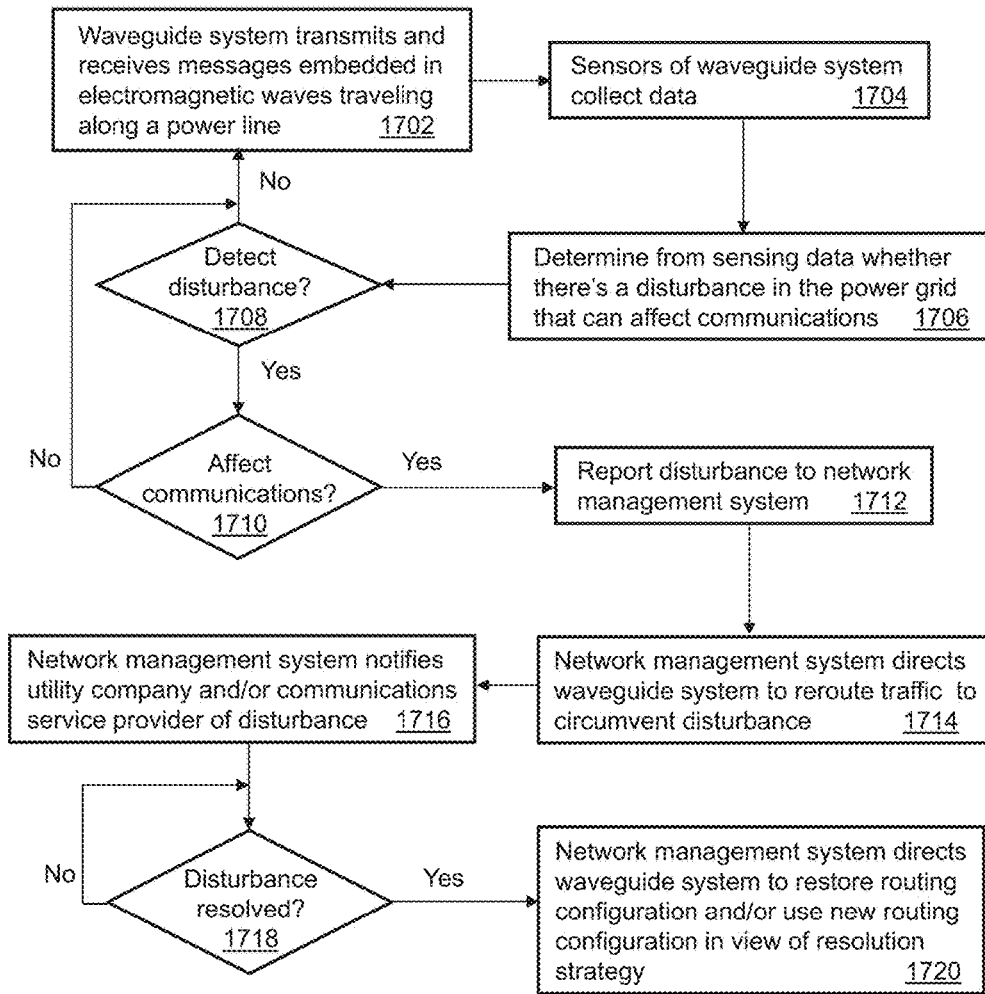 Waveguide system transmits and
receives messages embedded in
electromagnetic waves traveling
along a power line 1702
Sensors of waveguide system
collect data 1704
No
Detect
disturbance?
1708
Determine from sensing data whether
there's a disturbance in the power grid
that can affect communications 1706
Yes
No
Affect
communications?
1710
Yes
Report disturbance to network
management system 1712
Network management system notifies
utility company and/or communications
service provider of disturbance 1716
Network management system directs
waveguide system to reroute traffic to
circumvent disturbance 1714
No
Disturbance
resolved?
1718
Yes
Network management system directs
waveguide system to restore routing
configuration and/or use new routing
configuration in view of resolution
strategy 1720